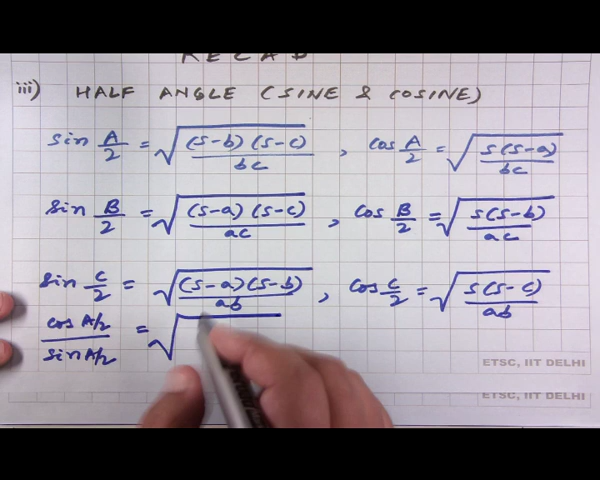 RECAP
iii) HALF ANGLE (SINE & COSINE)
sin A/2 = √((s-b)(s-c)/bc) , cos A/2 = √(s(s-a)/bc)
sin B/2 = √((s-a)(s-c)/ac) , cos B/2 = √(s(s-b)/ac)
sin C/2 = √((s-a)(s-b)/ab) , cos C/2 = √(s(s-c)/ab)
cos A/2 / sin A/2 = √
ETSC, IIT DELHI
ETSC, IIT DELHI